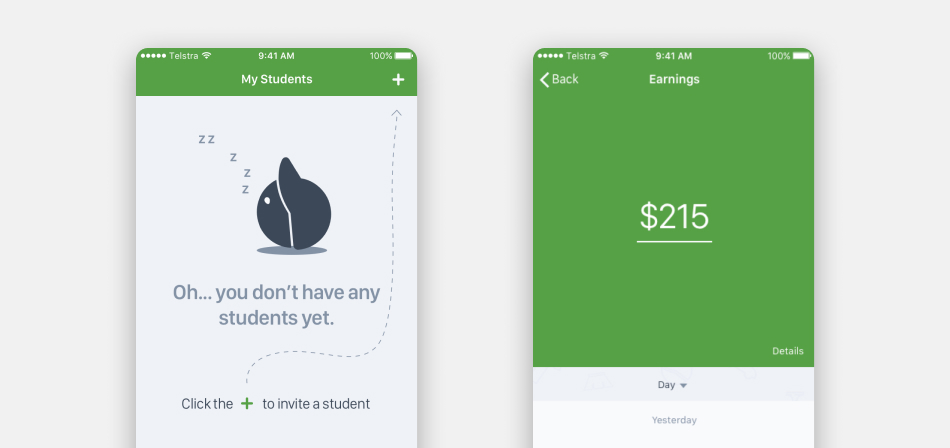 Telstra 9:41 AM 100%
My Students +
z z
z
z
z
Oh... you don't have any
students yet.
Click the + to invite a student
Telstra 9:41 AM 100%
Back Earnings
$215
Details
Day
Yesterday